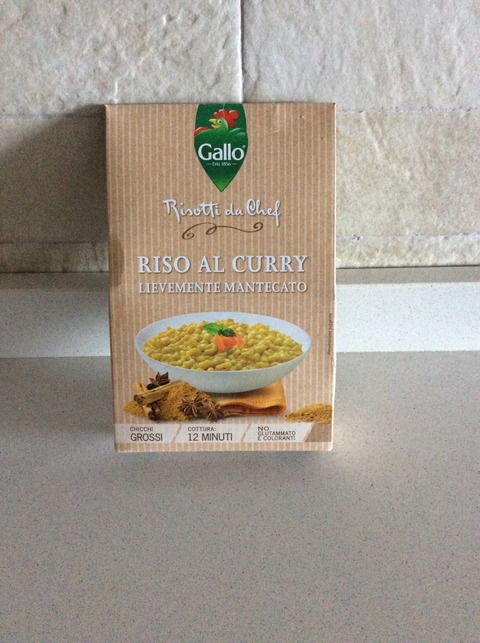 Gallo
DAL 1856
Risotti da Chef
RISO AL CURRY
LIEVEMENTE MANTECATO
CHICCHI
GROSSI
COTTURA:
12 MINUTI
NO
GLUTAMMATO
E COLORANTI